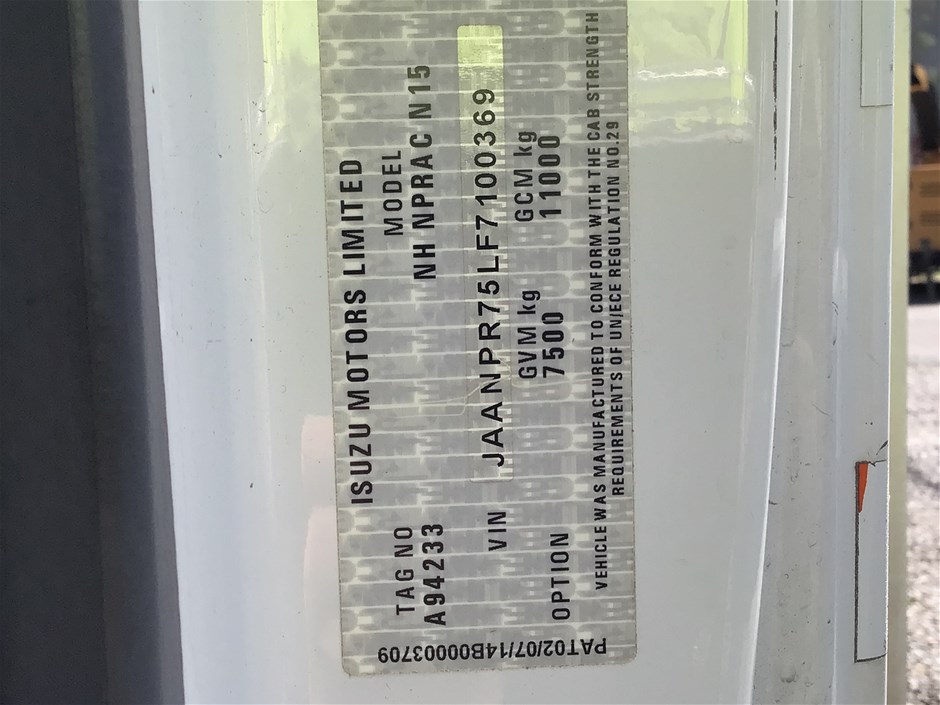 ISUZU MOTORS LIMITED
TAG NO MODEL
A94233 NH NPRAC N15
VIN JAANPR75LF7100369
GVM kg GCM kg
OPTION 7500 11000
VEHICLE WAS MANUFACTURED TO CONFORM WITH THE CAB STRENGTH
REQUIREMENTS OF UN/ECE REGULATION NO.29
PAT02/07/14B00003709